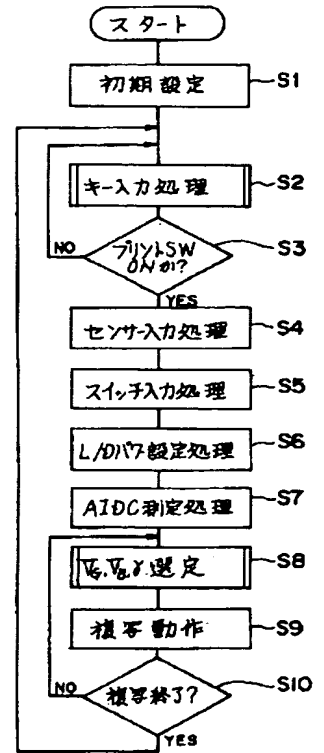 スタート
初期設定
S1
キー入力処理
S2
プリントSW
ONか?
S3
NO
YES
センサー入力処理
S4
スイッチ入力処理
S5
L/Dパワ設定処理
S6
AIDC測定処理
S7
VG.VB.γ.選定
S8
複写動作
S9
複写終了?
S10
NO
YES